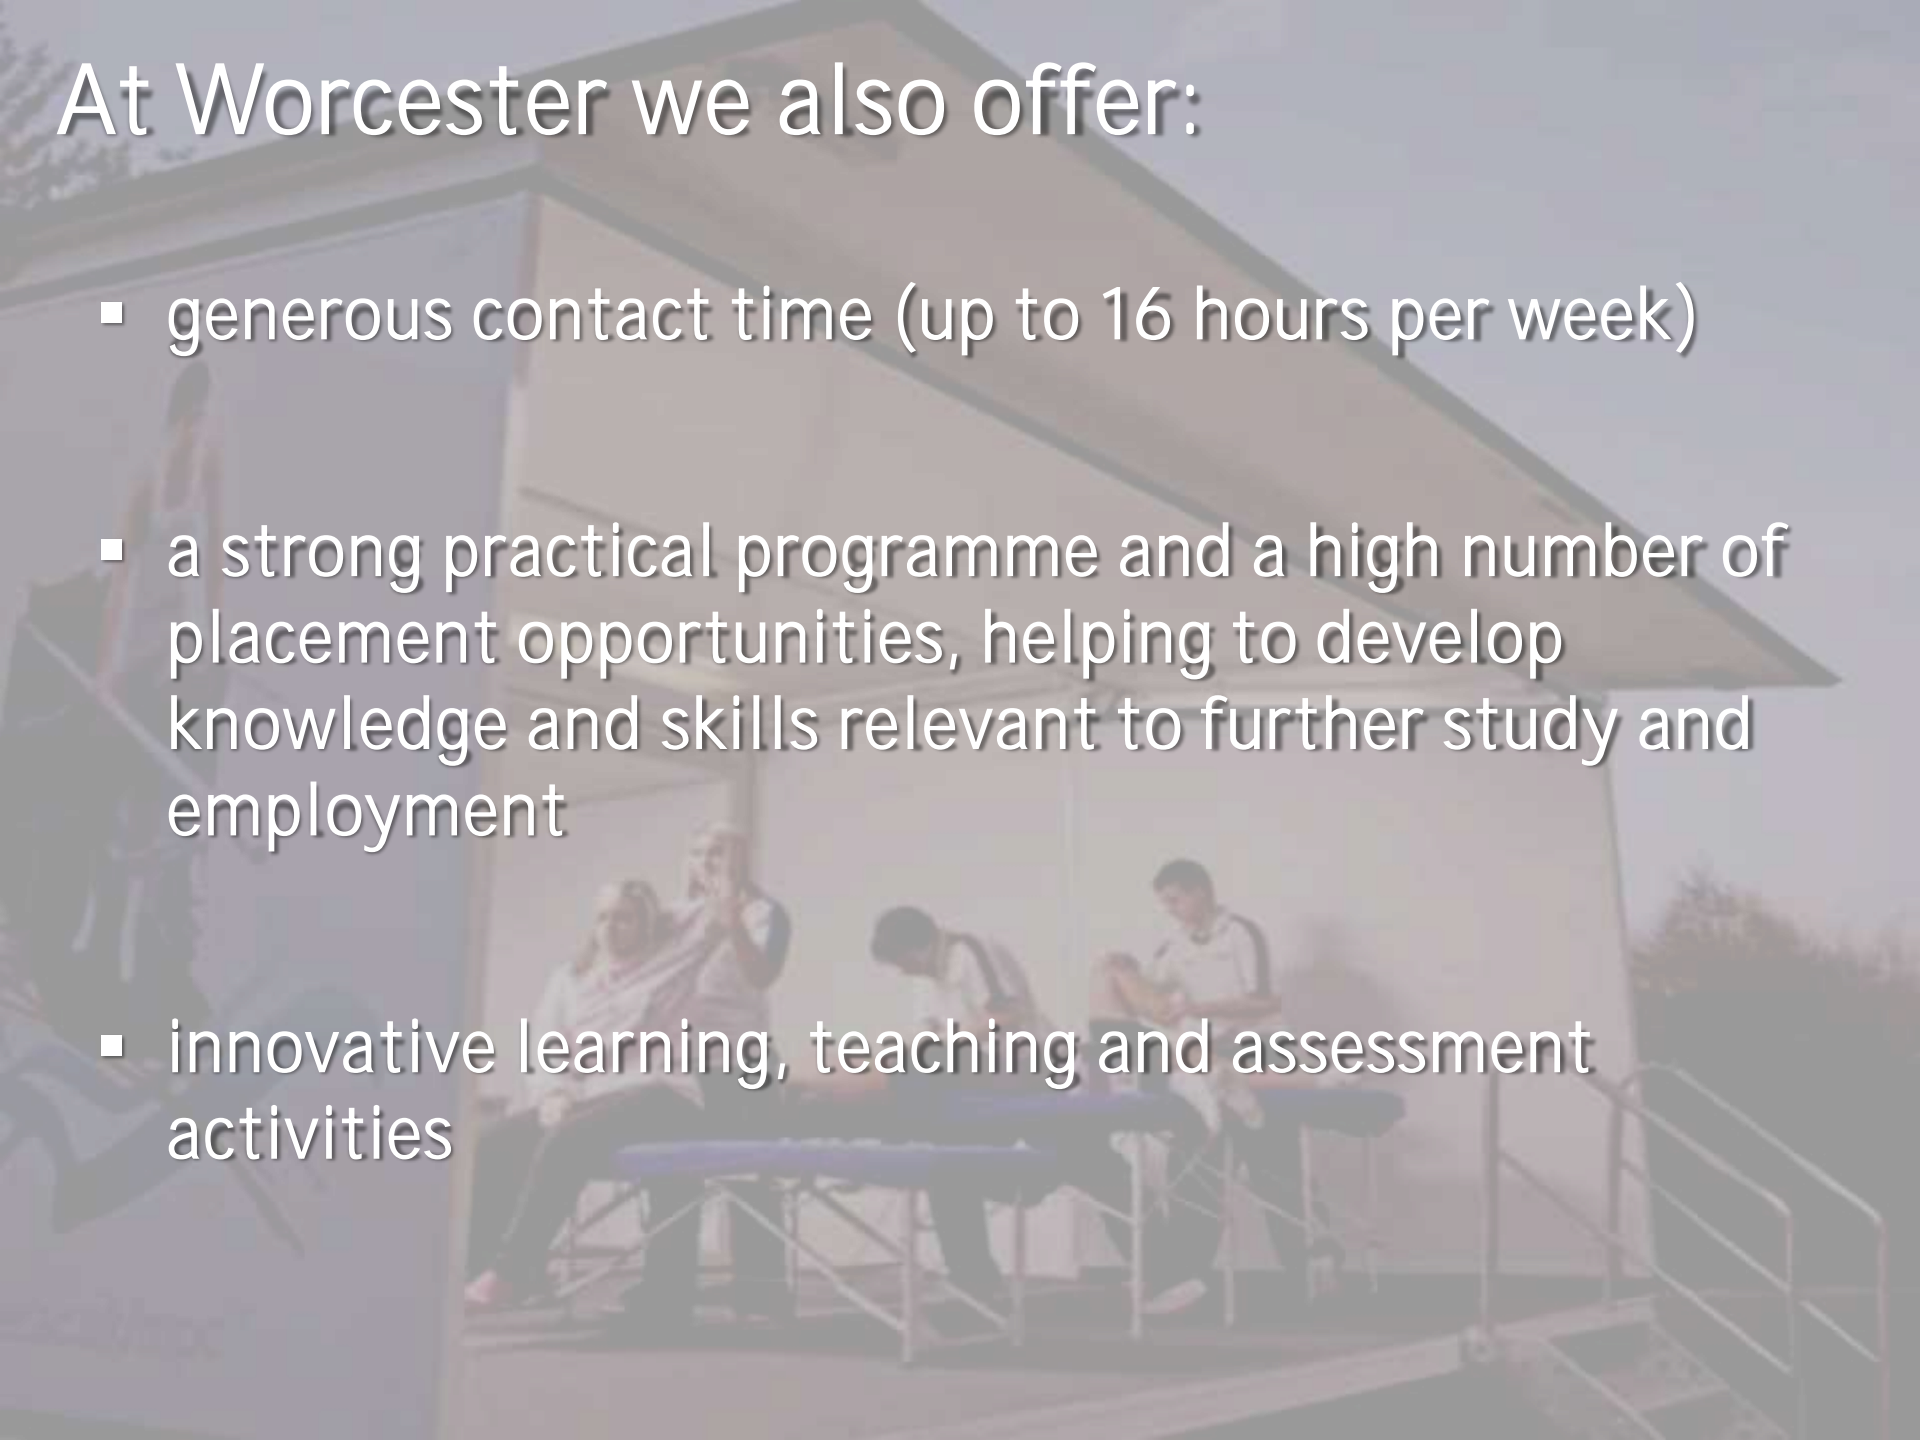 At Worcester we also offer:
▪ generous contact time (up to 16 hours per week)
▪ a strong practical programme and a high number of
placement opportunities, helping to develop
knowledge and skills relevant to further study and
employment
▪ innovative learning, teaching and assessment
activities